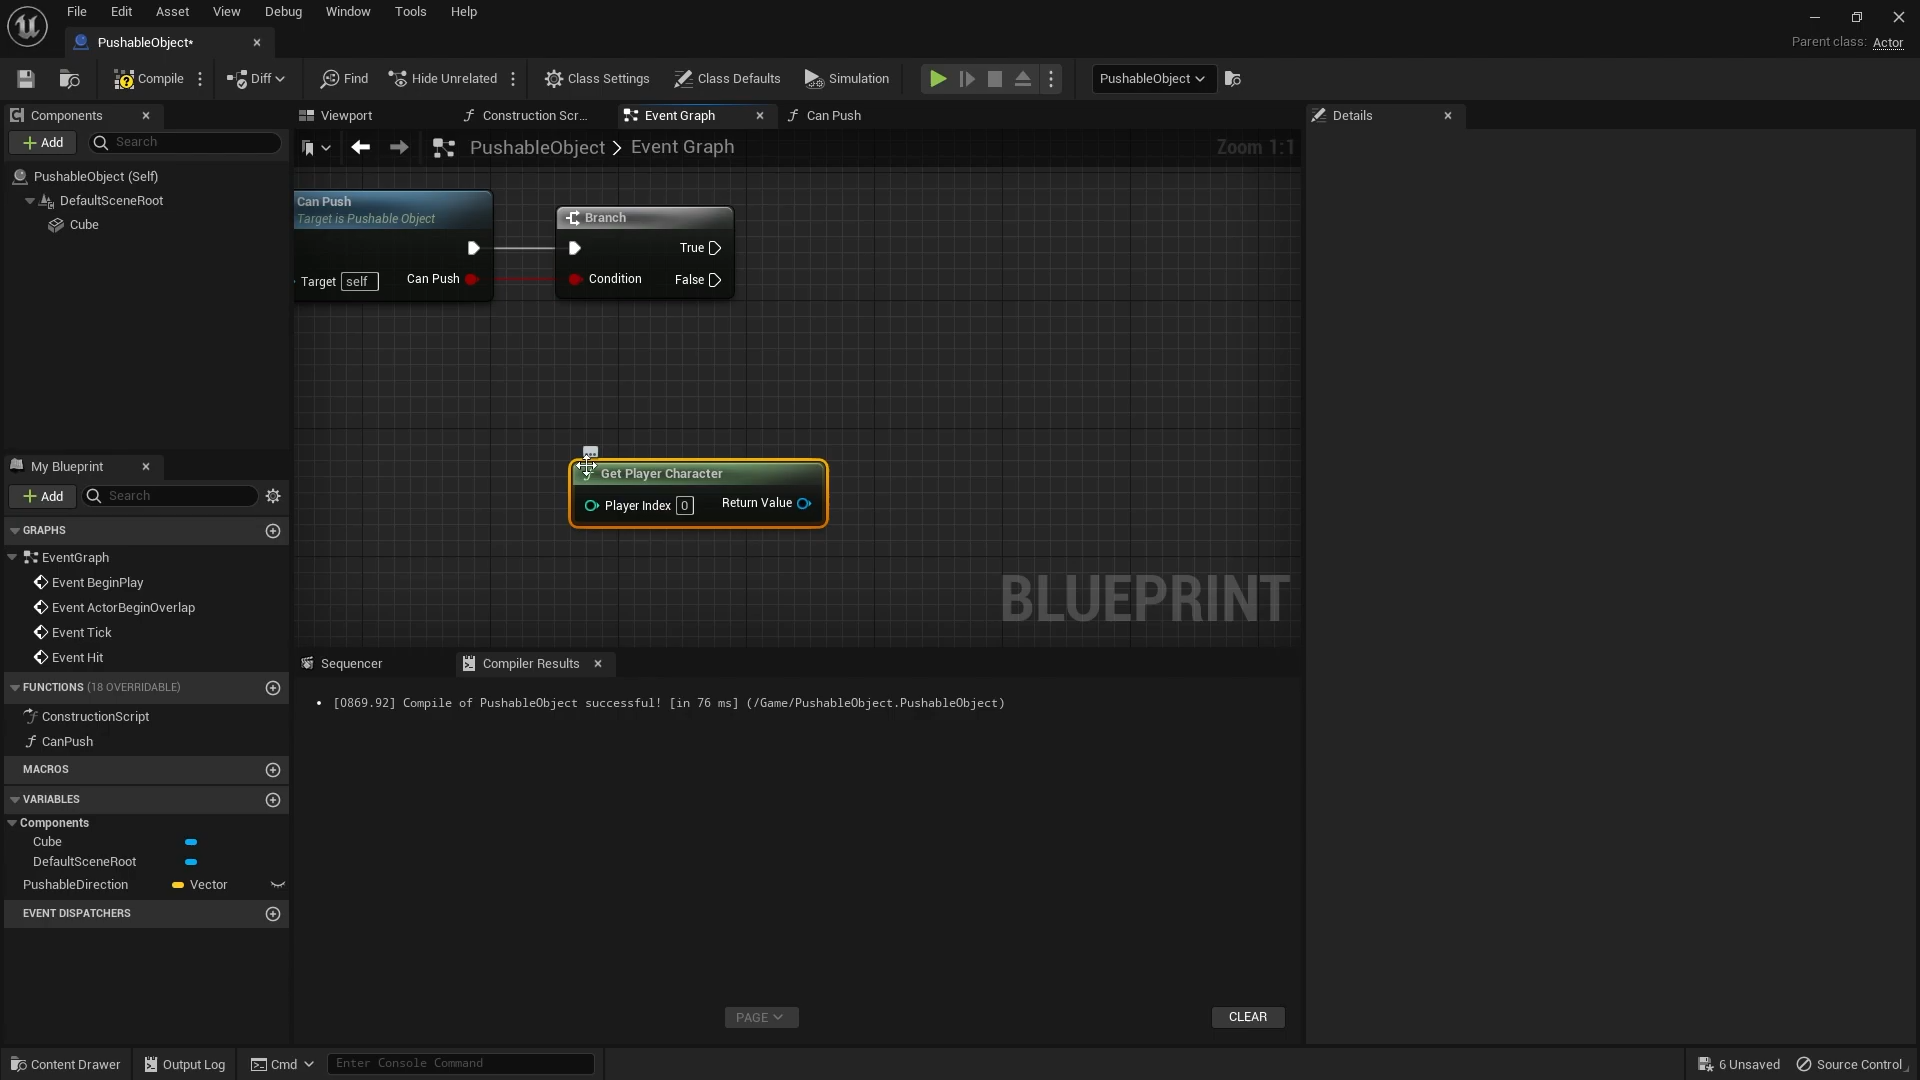 File Edit Asset View Debug Window Tools Help
PushableObject*
Parent class: Actor
Compile Diff Find Hide Unrelated Class Settings Class Defaults Simulation PushableObject
Components
Add Search
PushableObject (Self)
DefaultSceneRoot
Cube
Viewport Construction Scr... Event Graph Can Push
PushableObject > Event Graph
Zoom 1:1
Can Push
Target is Pushable Object
Target self
Can Push
Branch
True
Condition
False
Get Player Character
Player Index 0
Return Value
BLUEPRINT
Details
My Blueprint
Add Search
GRAPHS
EventGraph
Event BeginPlay
Event ActorBeginOverlap
Event Tick
Event Hit
FUNCTIONS (18 OVERRIDABLE)
ConstructionScript
CanPush
MACROS
VARIABLES
Components
Cube
DefaultSceneRoot
PushableDirection Vector
EVENT DISPATCHERS
Sequencer Compiler Results
[0869.92] Compile of PushableObject successful! [in 76 ms] (/Game/PushableObject.PushableObject)
PAGE
CLEAR
Content Drawer Output Log Cmd Enter Console Command
6 Unsaved Source Control